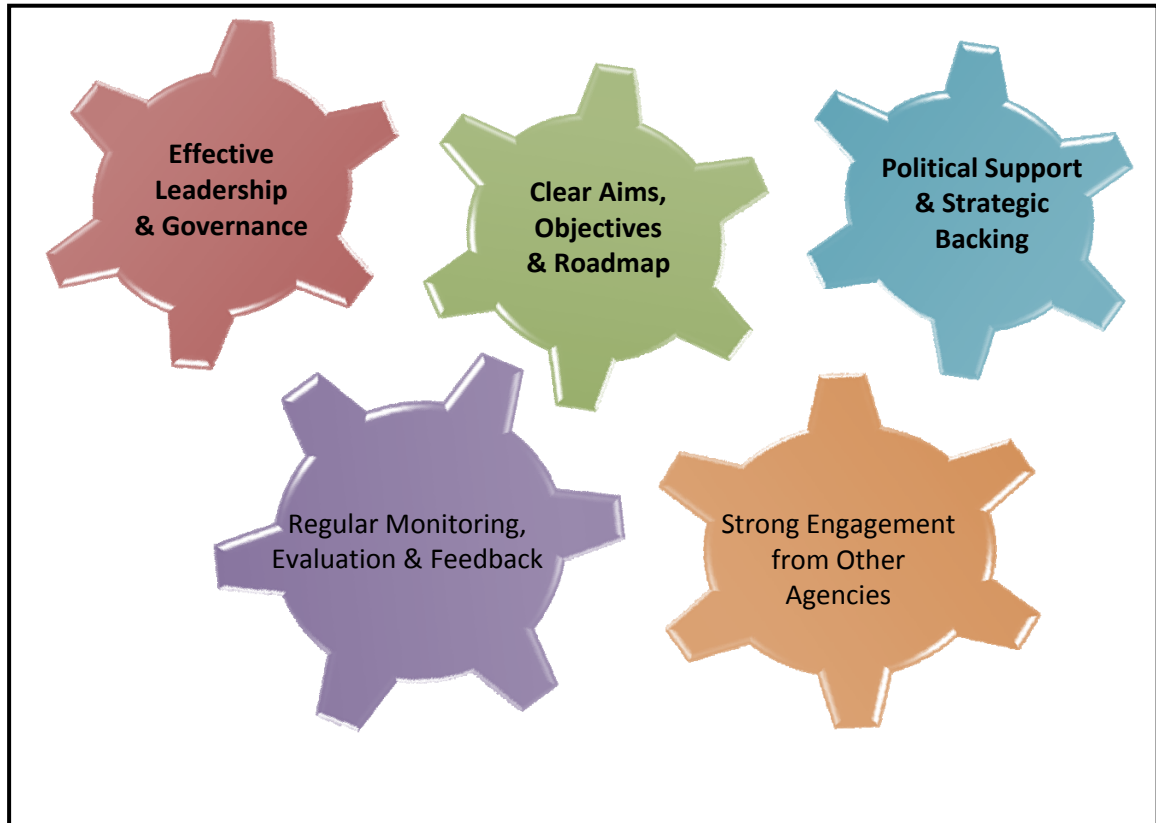 Effective
Leadership
& Governance
Clear Aims,
Objectives
& Roadmap
Political Support
& Strategic
Backing
Regular Monitoring,
Evaluation & Feedback
Strong Engagement
from Other
Agencies